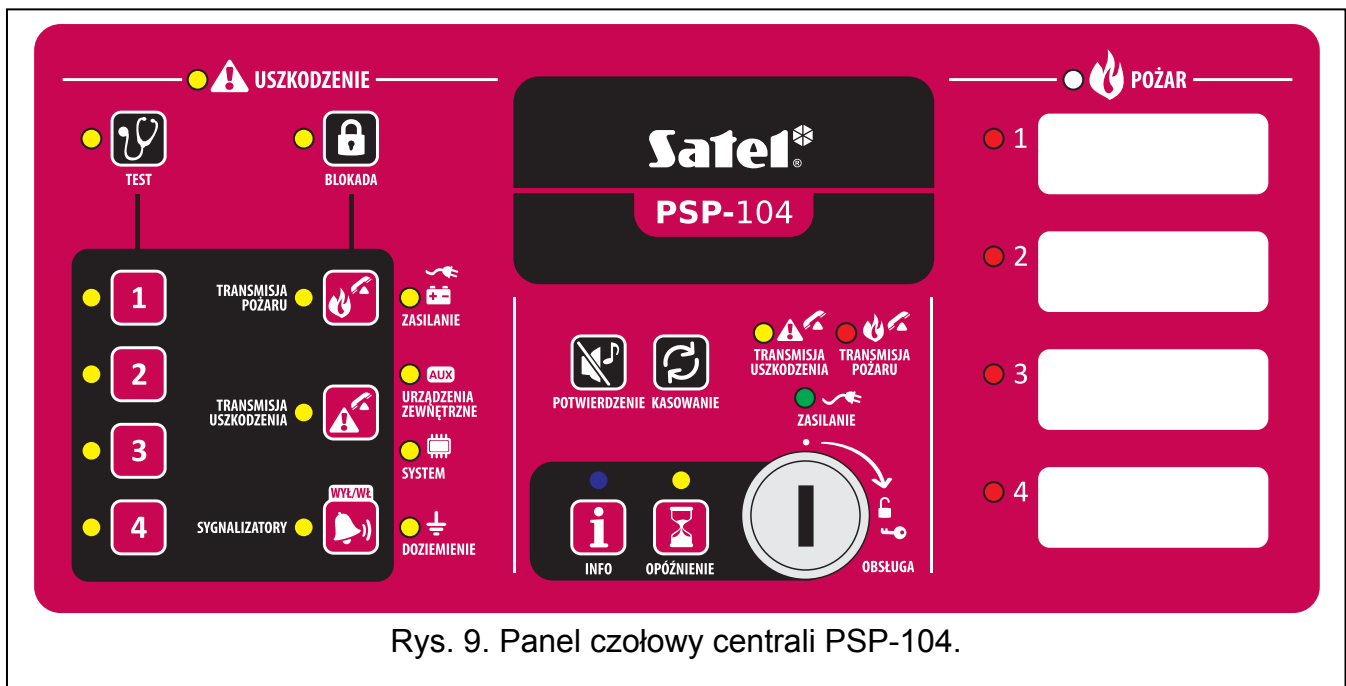 USZKODZENIE
TEST
BLOKADA
1
TRANSMISJA
POŻARU
ZASILANIE
2
AUX
URZĄDZENIA
ZEWNĘTRZNE
TRANSMISJA
USZKODZENIA
3
SYSTEM
WYŁ/WŁ
4
SYGNALIZATORY
DOZIEMIENIE
Satel®
PSP-104
POTWIERDZENIE
KASOWANIE
TRANSMISJA
USZKODZENIA
TRANSMISJA
POŻARU
ZASILANIE
i
INFO
OPÓŹNIENIE
OBSŁUGA
POŻAR
1
2
3
4
Rys. 9. Panel czołowy centrali PSP-104.